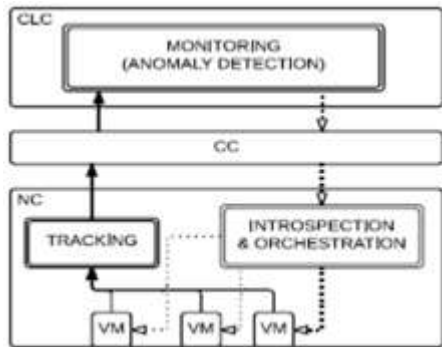 CLC
MONITORING
(ANOMALY DETECTION)
CC
NC
TRACKING
INTROSPECTION
& ORCHESTRATION
VM
VM
VM